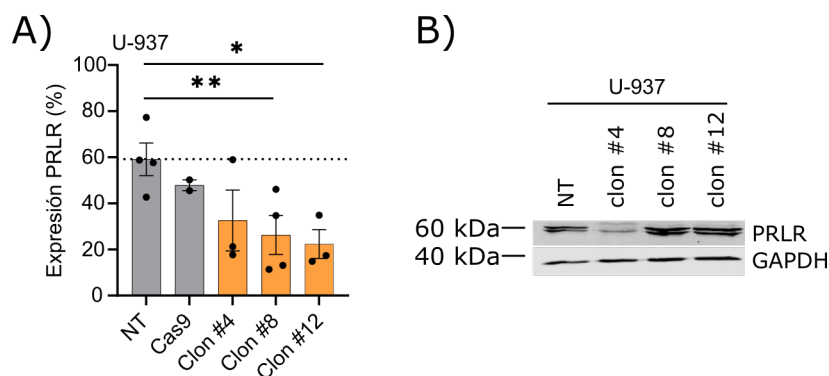 A)
U-937
*
**
Expresión PRLR (%)
100
80
60
40
20
0
NT
Cas9
Clon #4
Clon #8
Clon #12
B)
U-937
NT
clon #4
clon #8
clon #12
60 kDa
PRLR
40 kDa
GAPDH